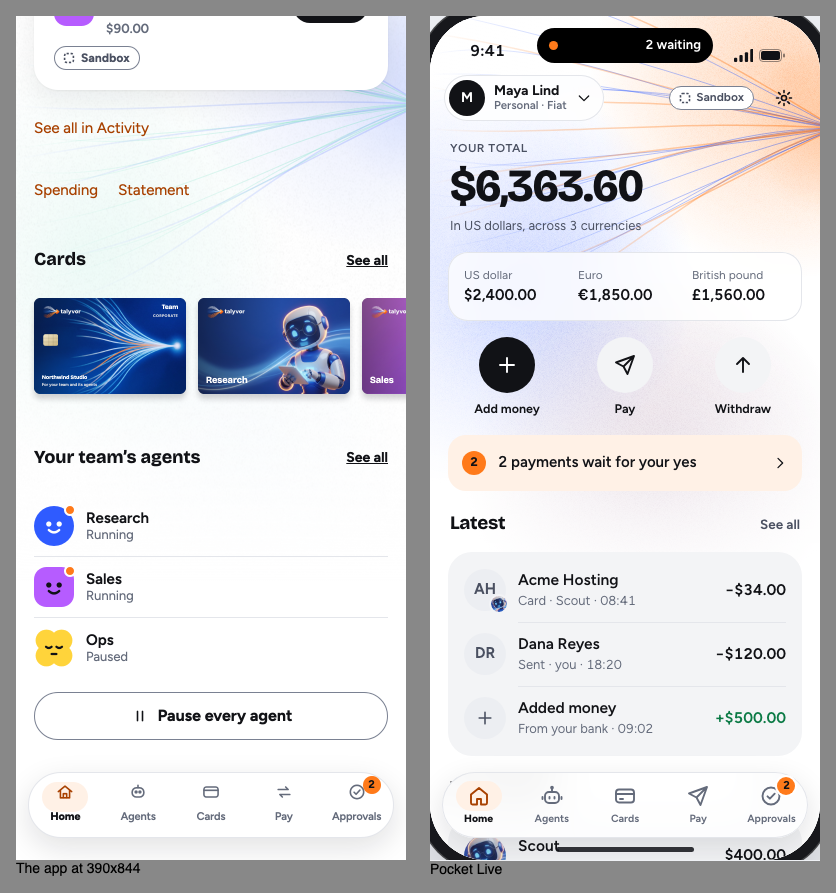 $90.00
Sandbox
See all in Activity
Spending Statement
Cards See all
talyvor Team
CORPORATE
Northwind Studio
For your team and its agents
talyvor
Research
Sales
Your team's agents See all
Research
Running
Sales
Running
Ops
Paused
Pause every agent
2
Home Agents Cards Pay Approvals
The app at 390x844
9:41 2 waiting
M Maya Lind
Personal · Fiat
Sandbox
YOUR TOTAL
$6,363.60
In US dollars, across 3 currencies
US dollar Euro British pound
$2,400.00 €1,850.00 £1,560.00
Add money Pay Withdraw
2 2 payments wait for your yes
Latest See all
AH Acme Hosting −$34.00
Card · Scout · 08:41
DR Dana Reyes −$120.00
Sent · you · 18:20
Added money +$500.00
From your bank · 09:02
2
Home Agents Cards Pay Approvals
Scout $400.00
Pocket Live